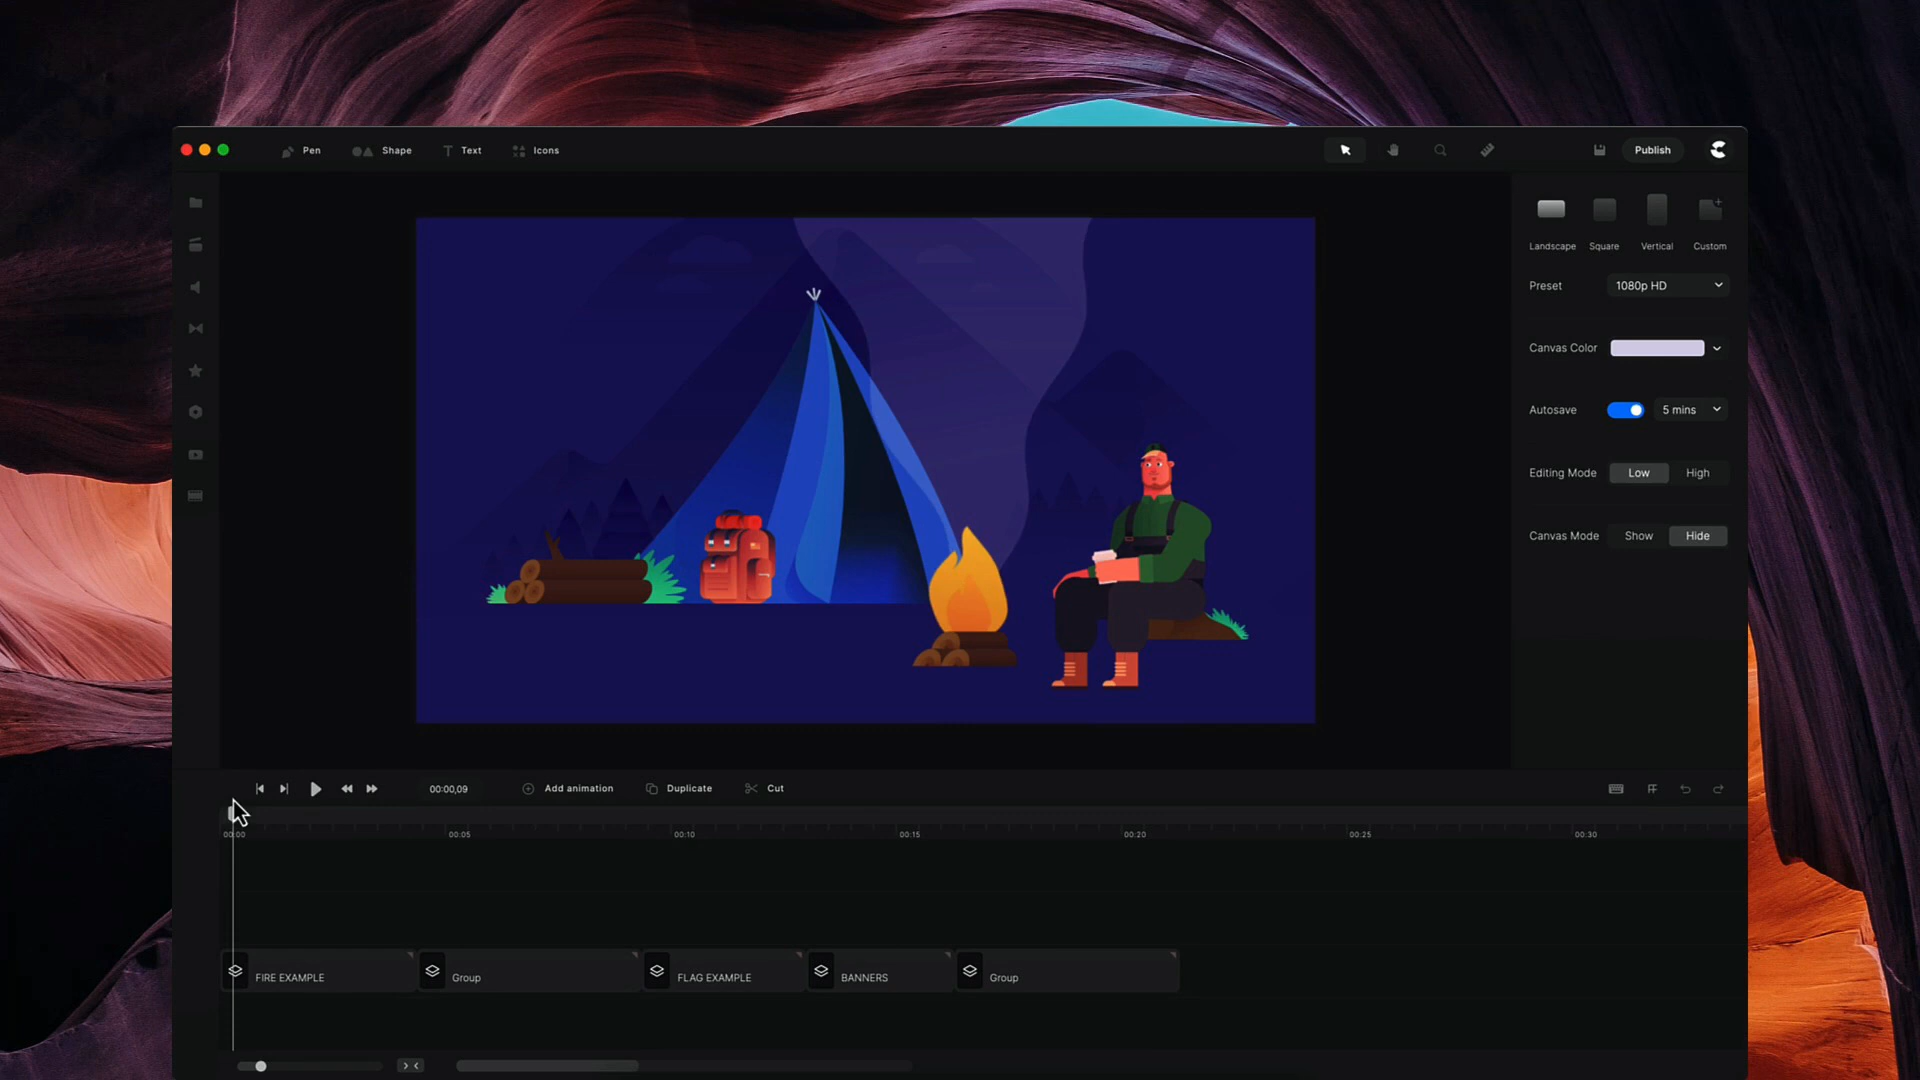 Pen
Shape
Text
Icons
Publish
Landscape
Square
Vertical
Custom
Preset
1080p HD
Canvas Color
Autosave
5 mins
Editing Mode
Low
High
Canvas Mode
Show
Hide
00:00,09
Add animation
Duplicate
Cut
00:00
00:05
00:10
00:15
00:20
00:25
00:30
FIRE EXAMPLE
Group
FLAG EXAMPLE
BANNERS
Group